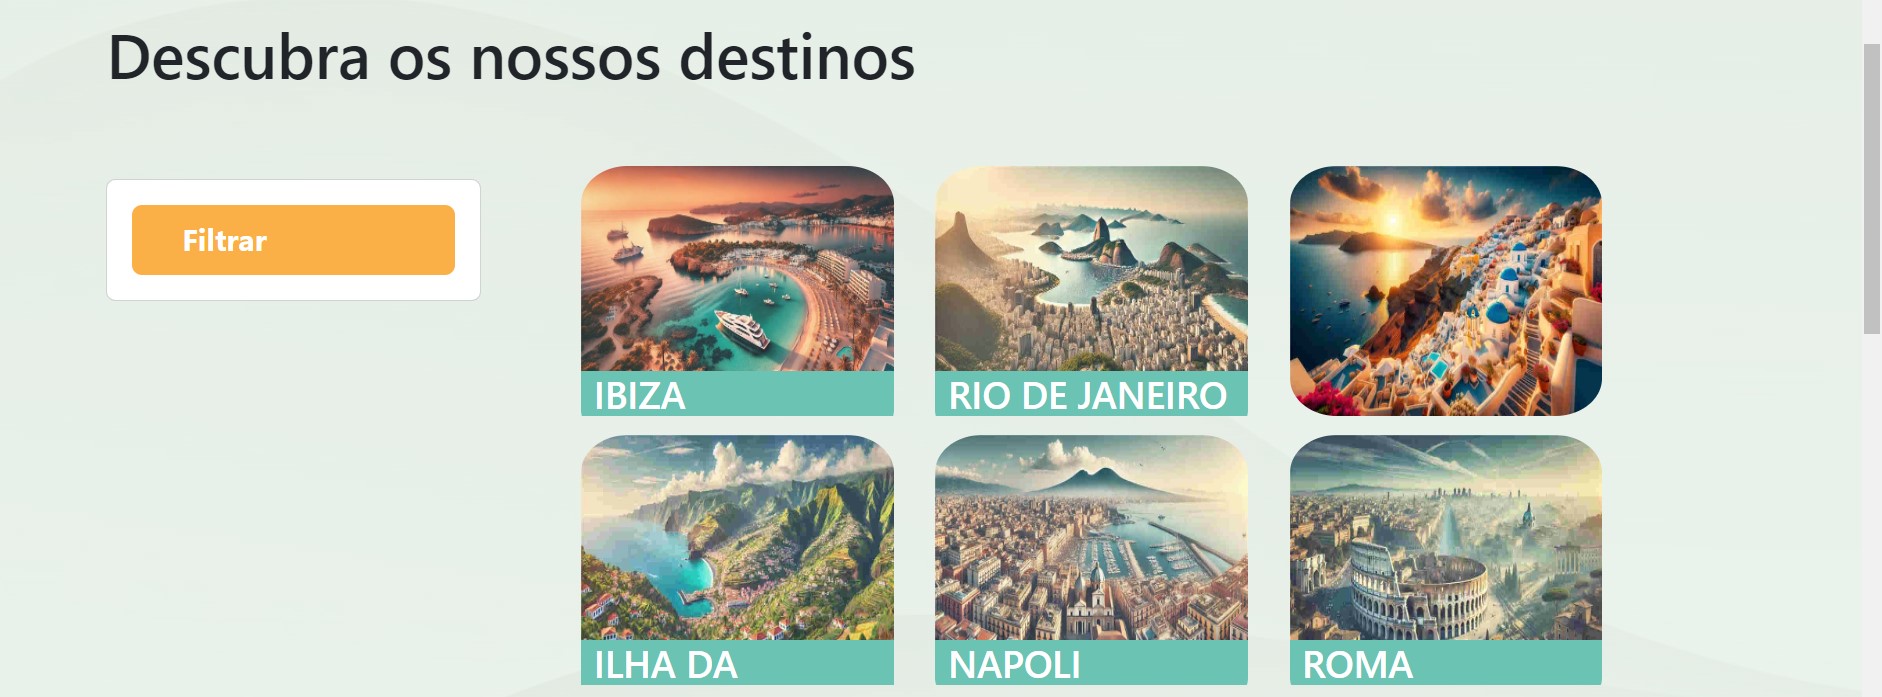 Descubra os nossos destinos
Filtrar
IBIZA
RIO DE JANEIRO
ILHA DA
NAPOLI
ROMA